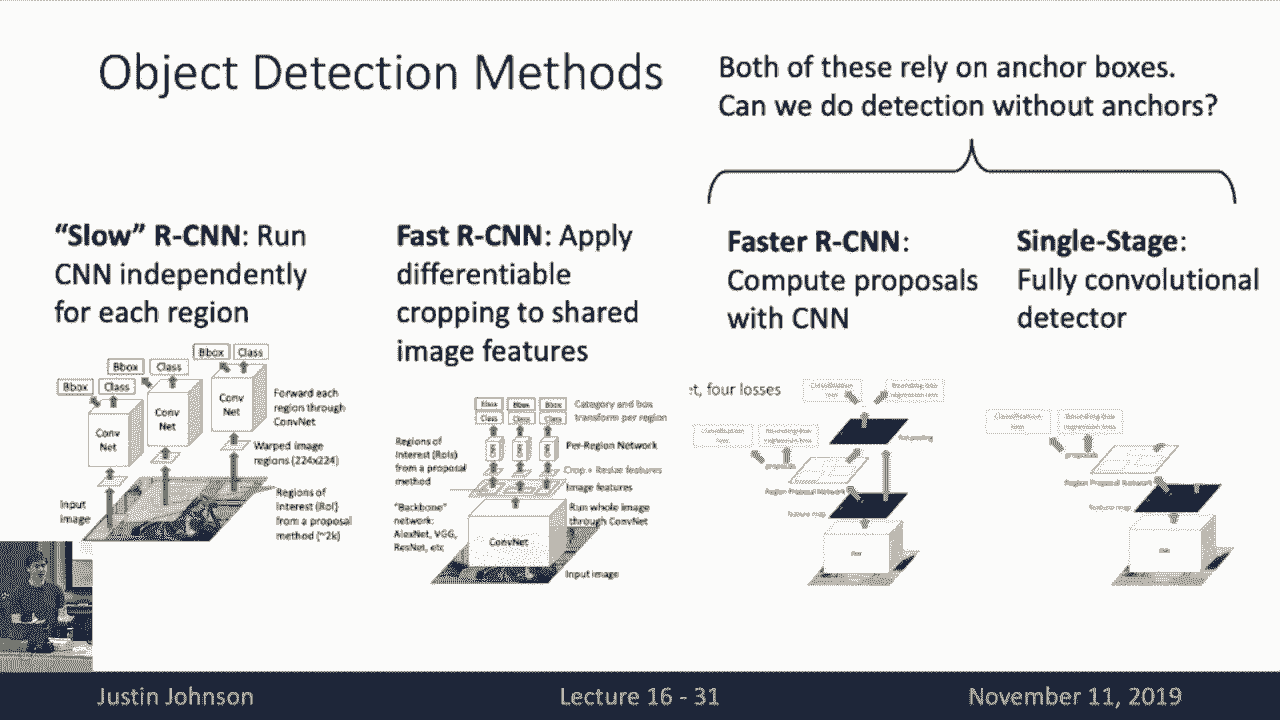 Object Detection Methods
Both of these rely on anchor boxes.
Can we do detection without anchors?
“Slow” R-CNN: Run
CNN independently
for each region
Fast R-CNN: Apply
differentiable
cropping to shared
image features
Faster R-CNN:
Compute proposals
with CNN
Single-Stage:
Fully convolutional
detector
Bbox Class
Bbox Class
Bbox Class
Conv
Net
Conv
Net
Conv
Net
Forward each
region through
ConvNet
Warped image
regions (224x224)
Regions of
Interest (RoI)
from a proposal
method (~2k)
Input
image
Bbox Bbox Bbox
Class Class Class
Category and box
transform per region
Per-Region Network
Crop + Resize features
Image features
Run whole image
through ConvNet
Regions of
Interest (RoIs)
from a proposal
method
"Backbone"
network:
AlexNet, VGG,
ResNet, etc
ConvNet
Input image
et, four losses
Classification
loss
Bounding-box
regression loss
Classification
loss
Bounding-box
regression loss
RoI pooling
proposals
Region Proposal Network
feature map
CNN
Classification
loss
Bounding-box
regression loss
proposals
Region Proposal Network
feature map
CNN
Justin Johnson
Lecture 16 - 31
November 11, 2019